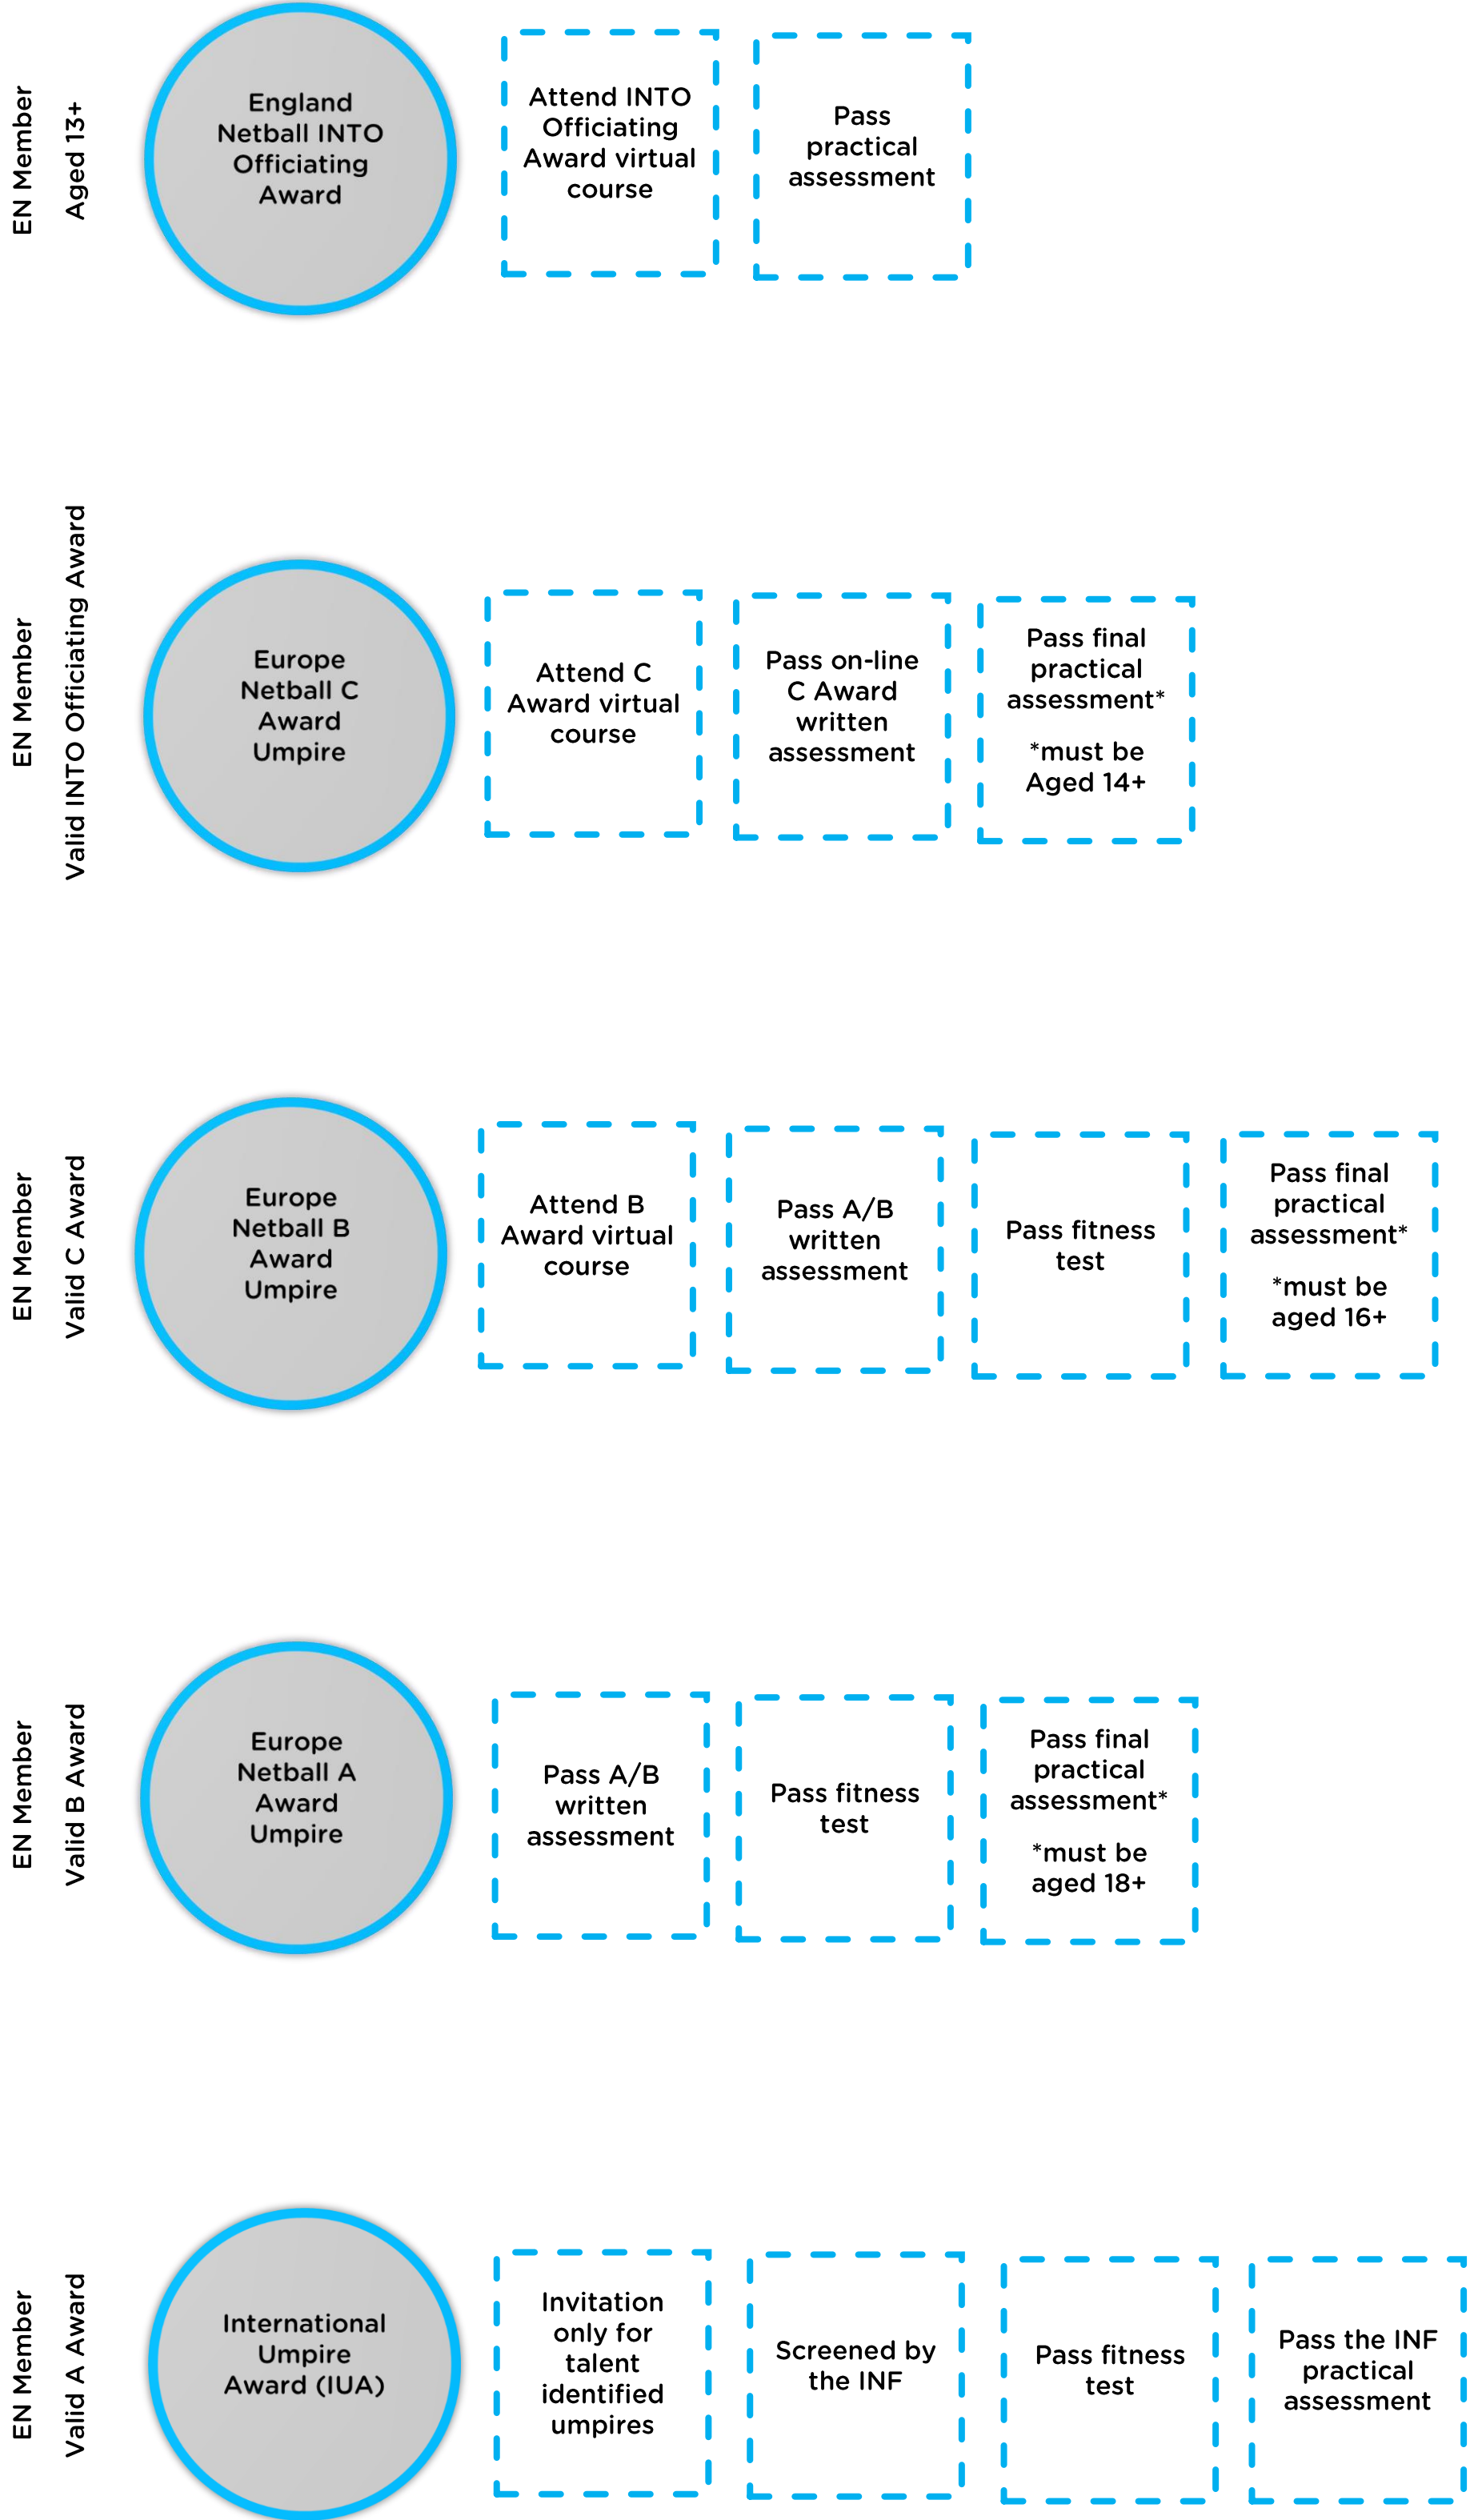 EN Member
Aged 13+
England
Netball INTO
Officiating
Award
Attend INTO
Officiating
Award virtual
course
Pass
practical
assessment
EN Member
Valid INTO Officiating Award
Europe
Netball C
Award
Umpire
Attend C
Award virtual
course
Pass on-line
C Award
written
assessment
Pass final
practical
assessment*
*must be
Aged 14+
EN Member
Valid C Award
Europe
Netball B
Award
Umpire
Attend B
Award virtual
course
Pass A/B
written
assessment
Pass fitness
test
Pass final
practical
assessment*
*must be
aged 16+
EN Member
Valid B Award
Europe
Netball A
Award
Umpire
Pass A/B
written
assessment
Pass fitness
test
Pass final
practical
assessment*
*must be
aged 18+
EN Member
Valid A Award
International
Umpire
Award (IUA)
Invitation
only for
talent
identified
umpires
Screened by
the INF
Pass fitness
test
Pass the INF
practical
assessment